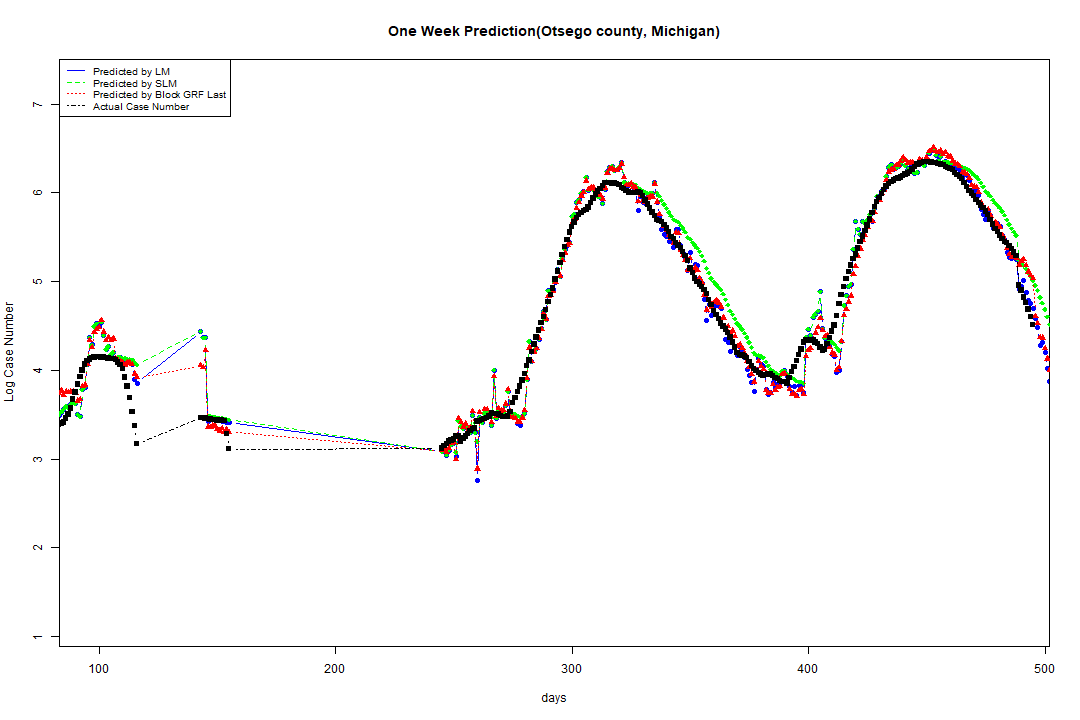 One Week Prediction(Otsego county, Michigan)
Predicted by LM
Predicted by SLM
Predicted by Block GRF Last
Actual Case Number
7
6
5
4
3
2
1
Log Case Number
100 200 300 400 500
days